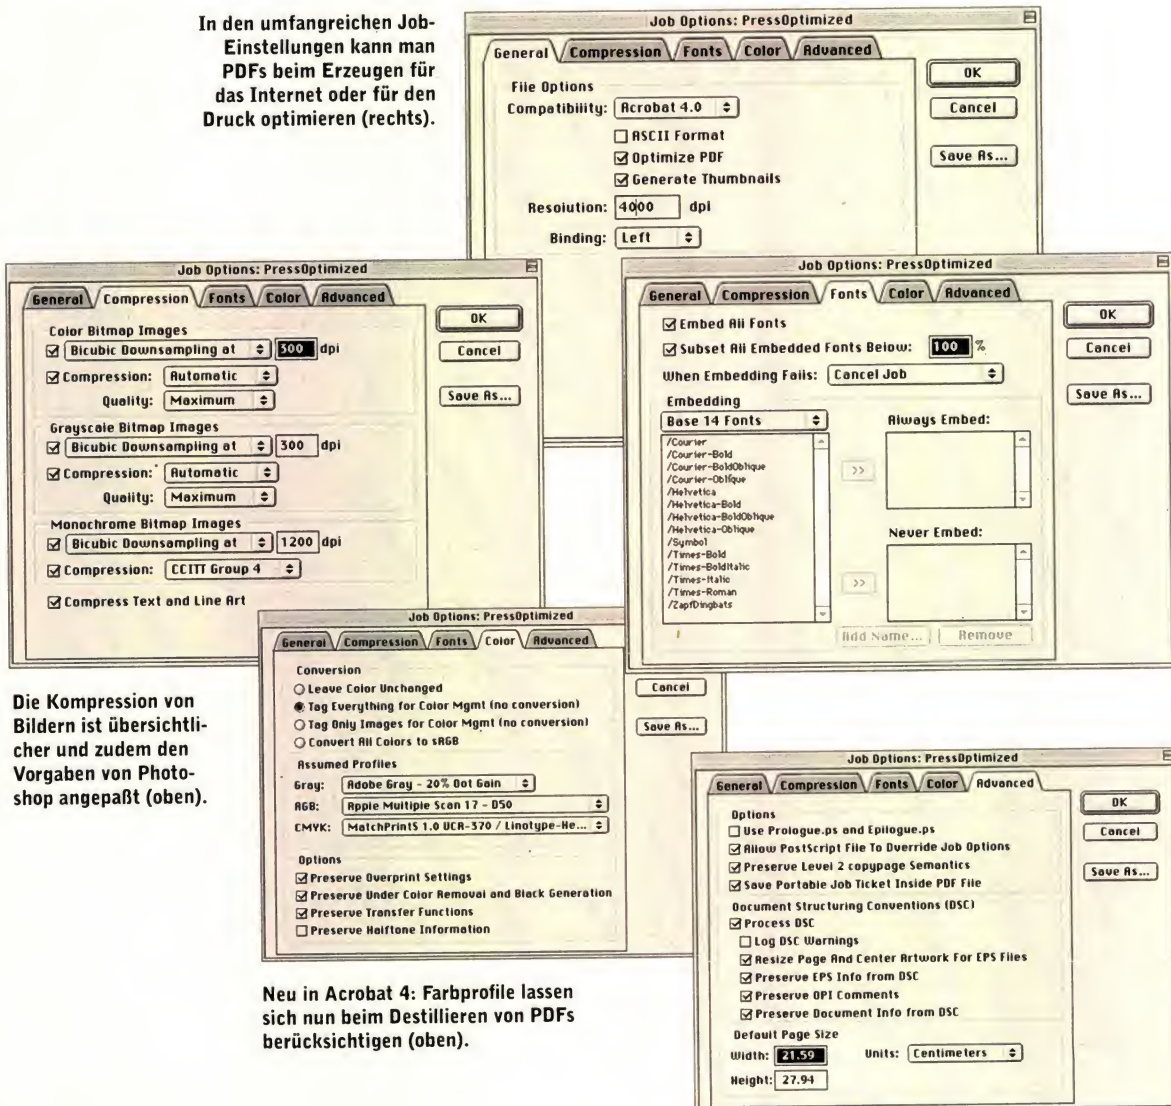 In den umfangreichen Job-
Einstellungen kann man
PDFs beim Erzeugen für
das Internet oder für den
Druck optimieren (rechts).
Job Options: PressOptimized
General Compression Fonts Color Advanced
File Options
Compatibility: Acrobat 4.0
ASCII Format
Optimize PDF
Generate Thumbnails
Resolution: 4000 dpi
Binding: Left
OK
Cancel
Save As...
Job Options: PressOptimized
General Compression Fonts Color Advanced
Color Bitmap Images
Bicubic Downsampling at 300 dpi
Compression: Automatic
Quality: Maximum
Grayscale Bitmap Images
Bicubic Downsampling at 300 dpi
Compression: Automatic
Quality: Maximum
Monochrome Bitmap Images
Bicubic Downsampling at 1200 dpi
Compression: CCITT Group 4
Compress Text and Line Art
OK
Cancel
Save As...
Job Options: PressOptimized
General Compression Fonts Color Advanced
Embed All Fonts
Subset All Embedded Fonts Below: 100 %
When Embedding Fails: Cancel Job
Embedding
Base 14 Fonts
/Courier
/Courier-Bold
/Courier-BoldOblique
/Courier-Oblique
/Helvetica
/Helvetica-Bold
/Helvetica-BoldOblique
/Helvetica-Oblique
/Symbol
/Times-Bold
/Times-BoldItalic
/Times-Italic
/Times-Roman
/ZapfDingbats
>>
>>
Always Embed:
Never Embed:
Add Name... Remove
OK
Cancel
Save As...
Die Kompression von
Bildern ist übersichtli-
cher und zudem den
Vorgaben von Photo-
shop angepaßt (oben).
Job Options: PressOptimized
General Compression Fonts Color Advanced
Conversion
Leave Color Unchanged
Tag Everything for Color Mgmt (no conversion)
Tag Only Images for Color Mgmt (no conversion)
Convert All Colors to sRGB
Assumed Profiles
Gray: Adobe Gray - 20% Dot Gain
RGB: Apple Multiple Scan 17 - D50
CMYK: MatchPrintS 1.0 UCR-370 / Linotype-He...
Options
Preserve Overprint Settings
Preserve Under Color Removal and Black Generation
Preserve Transfer Functions
Preserve Halftone Information
Cancel
Save As...
Neu in Acrobat 4: Farbprofile lassen
sich nun beim Destillieren von PDFs
berücksichtigen (oben).
Job Options: PressOptimized
General Compression Fonts Color Advanced
Options
Use Prologue.ps and Epilogue.ps
Allow PostScript File To Override Job Options
Preserve Level 2 copypage Semantics
Save Portable Job Ticket Inside PDF File
Document Structuring Conventions (DSC)
Process DSC
Log DSC Warnings
Resize Page And Center Artwork For EPS Files
Preserve EPS Info from DSC
Preserve OPI Comments
Preserve Document Info from DSC
Default Page Size
Width: 21.59 Units: Centimeters
Height: 27.94
OK
Cancel
Save As...